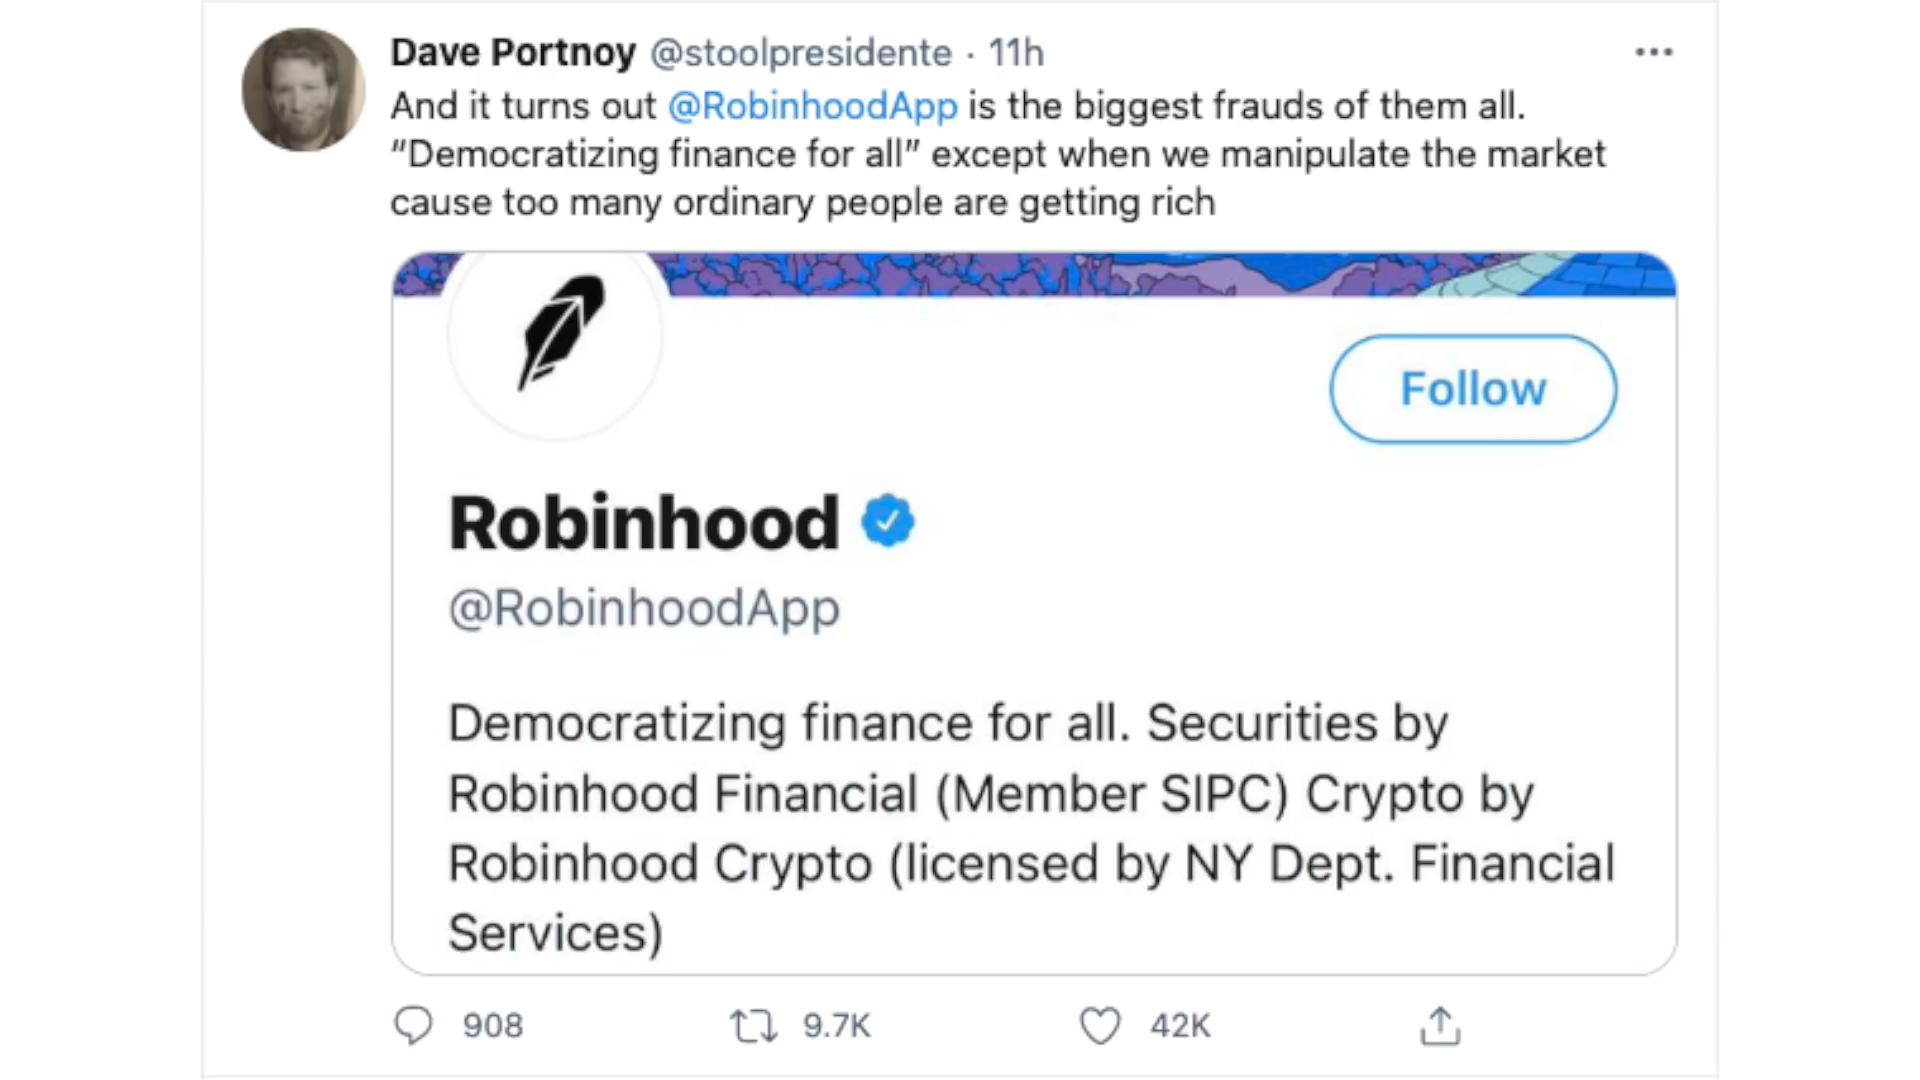 Dave Portnoy @stoolpresidente · 11h
And it turns out @RobinhoodApp is the biggest frauds of them all.
“Democratizing finance for all” except when we manipulate the market
cause too many ordinary people are getting rich
Follow
Robinhood
@RobinhoodApp
Democratizing finance for all. Securities by
Robinhood Financial (Member SIPC) Crypto by
Robinhood Crypto (licensed by NY Dept. Financial
Services)
908 9.7K 42K